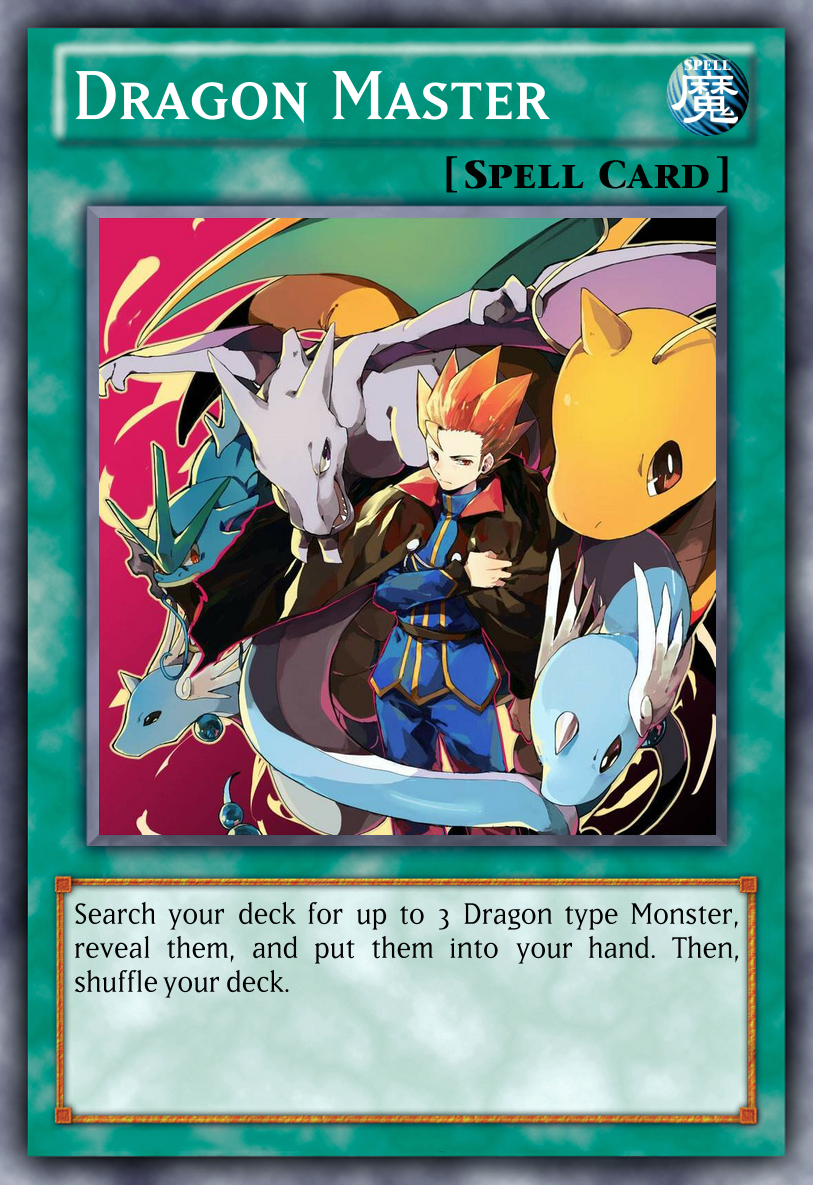 Dragon Master
SPELL
魔
[Spell Card]
Search your deck for up to 3 Dragon type Monster,
reveal them, and put them into your hand. Then,
shuffle your deck.